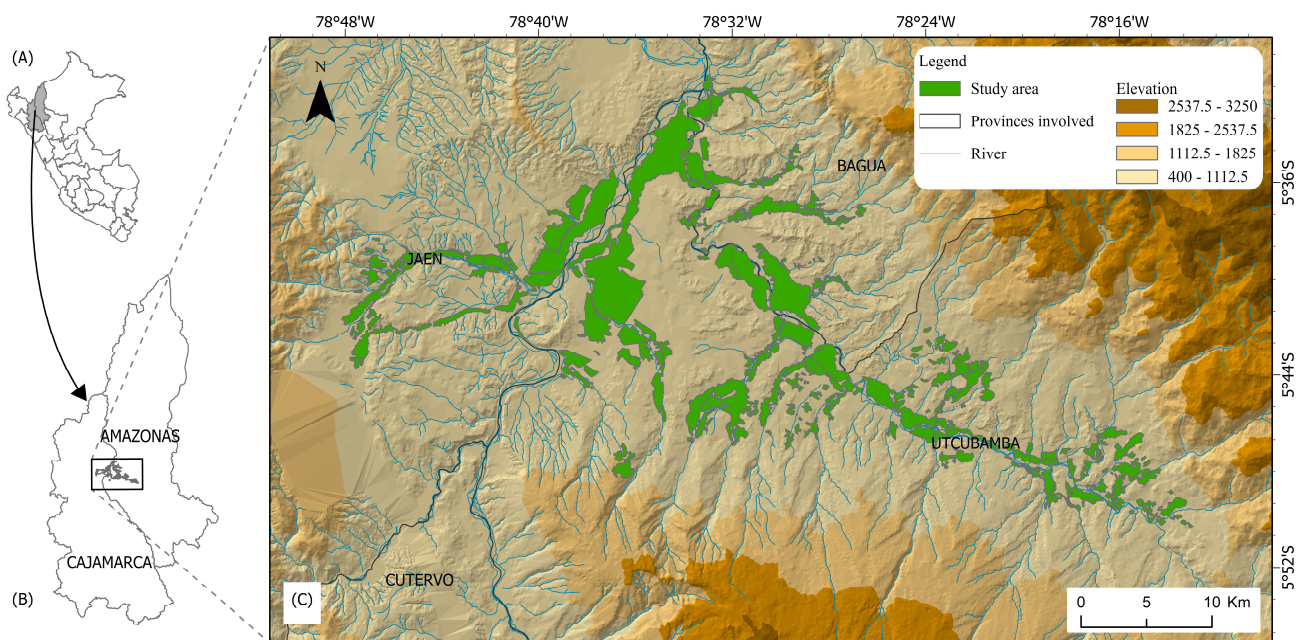 78°48'W 78°40'W 78°32'W 78°24'W 78°16'W
(A)
N
Legend
Study area
Provinces involved
River
Elevation
2537.5 - 3250
1825 - 2537.5
1112.5 - 1825
400 - 1112.5
BAGUA
5°36'S
JAEN
5°44'S
AMAZONAS
UTCUBAMBA
CAJAMARCA
5°52'S
CUTERVO
(B)
(C)
0 5 10 Km